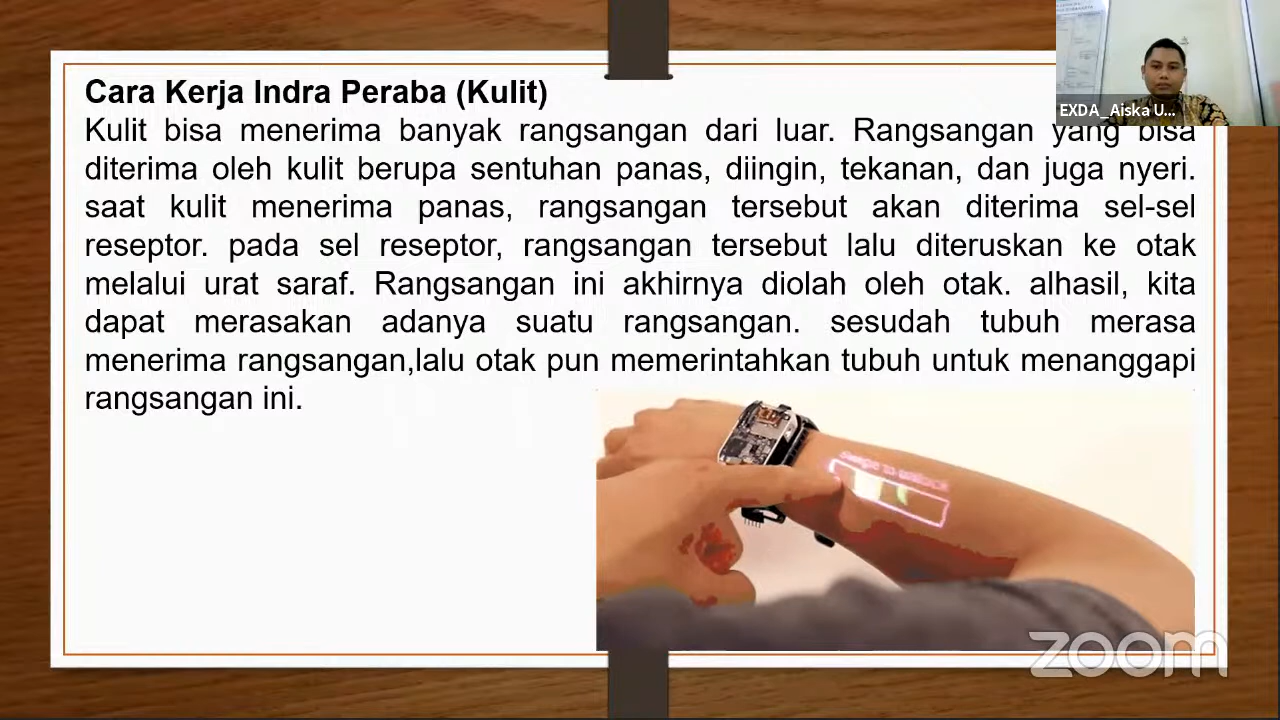 Cara Kerja Indra Peraba (Kulit)
Kulit bisa menerima banyak rangsangan dari luar. Rangsangan yang bisa
diterima oleh kulit berupa sentuhan panas, diingin, tekanan, dan juga nyeri.
saat kulit menerima panas, rangsangan tersebut akan diterima sel-sel
reseptor. pada sel reseptor, rangsangan tersebut lalu diteruskan ke otak
melalui urat saraf. Rangsangan ini akhirnya diolah oleh otak. alhasil, kita
dapat merasakan adanya suatu rangsangan. sesudah tubuh merasa
menerima rangsangan,lalu otak pun memerintahkan tubuh untuk menanggapi
rangsangan ini.
EXDA_Aiska U...
swipe to unlock
zoom